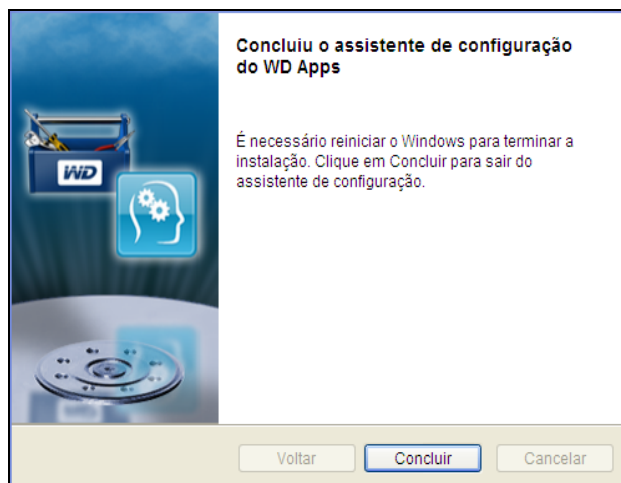 Concluiu o assistente de configuração
do WD Apps
É necessário reiniciar o Windows para terminar a
instalação. Clique em Concluir para sair do
assistente de configuração.
WD
Voltar
Concluir
Cancelar